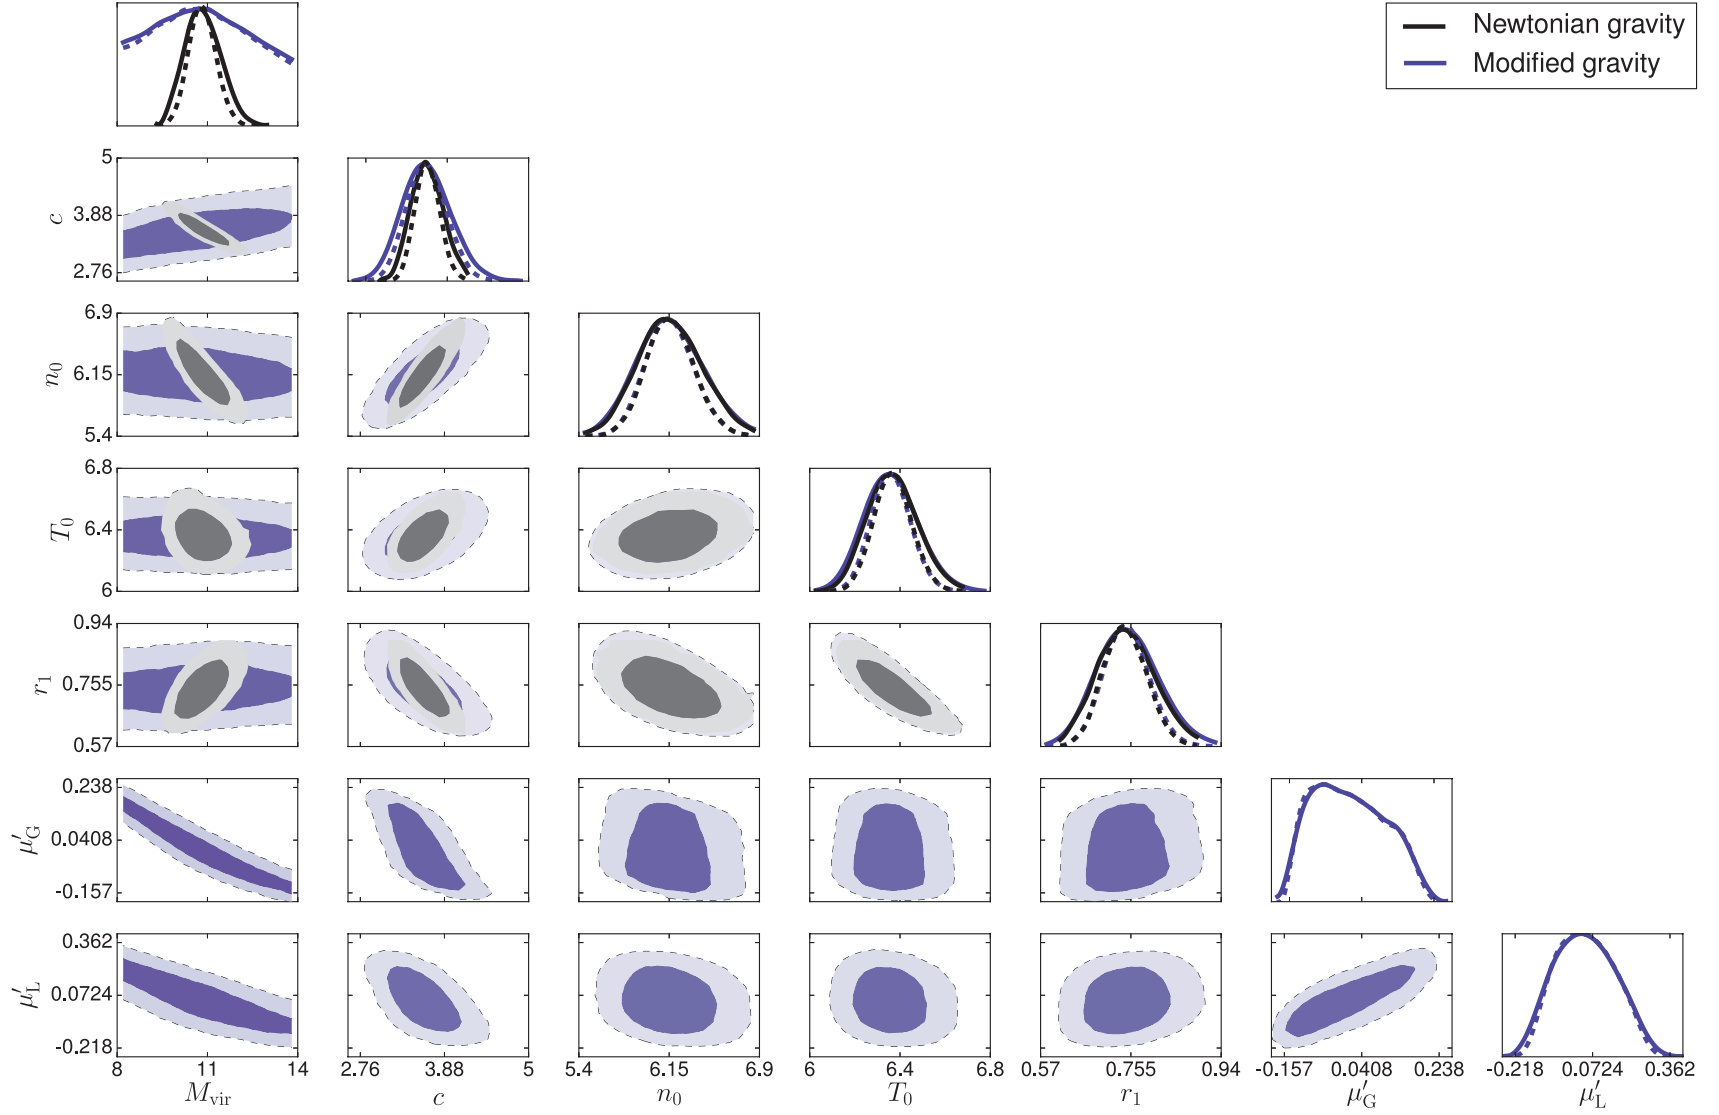 Newtonian gravity
Modified gravity
5
3.88
2.76
c
6.9
6.15
5.4
n₀
6.8
6.4
6
T₀
0.94
0.755
0.57
r₁
0.238
0.0408
-0.157
μ′G
0.362
0.0724
-0.218
μ′L
8 11 14 2.76 3.88 5 5.4 6.15 6.9 6 6.4 6.8 0.57 0.755 0.94 -0.157 0.0408 0.238 -0.218 0.0724 0.362
Mvir c n₀ T₀ r₁ μ′G μ′L